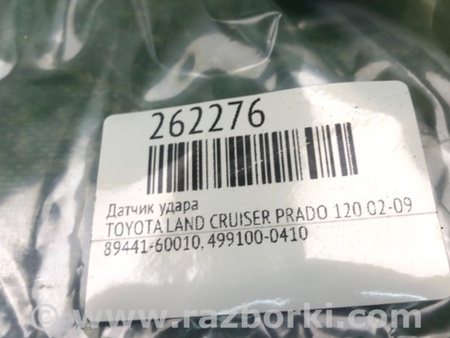 262276
Датчик удара
TOYOTA LAND CRUISER PRADO 120 02-09
89441-60010, 499100-0410
www.razborki.com